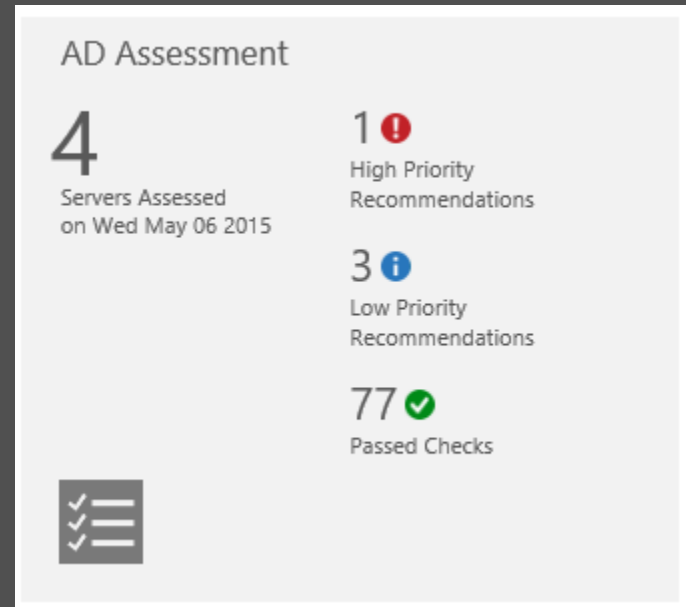 AD Assessment
4
Servers Assessed
on Wed May 06 2015
1
High Priority
Recommendations
3
Low Priority
Recommendations
77
Passed Checks